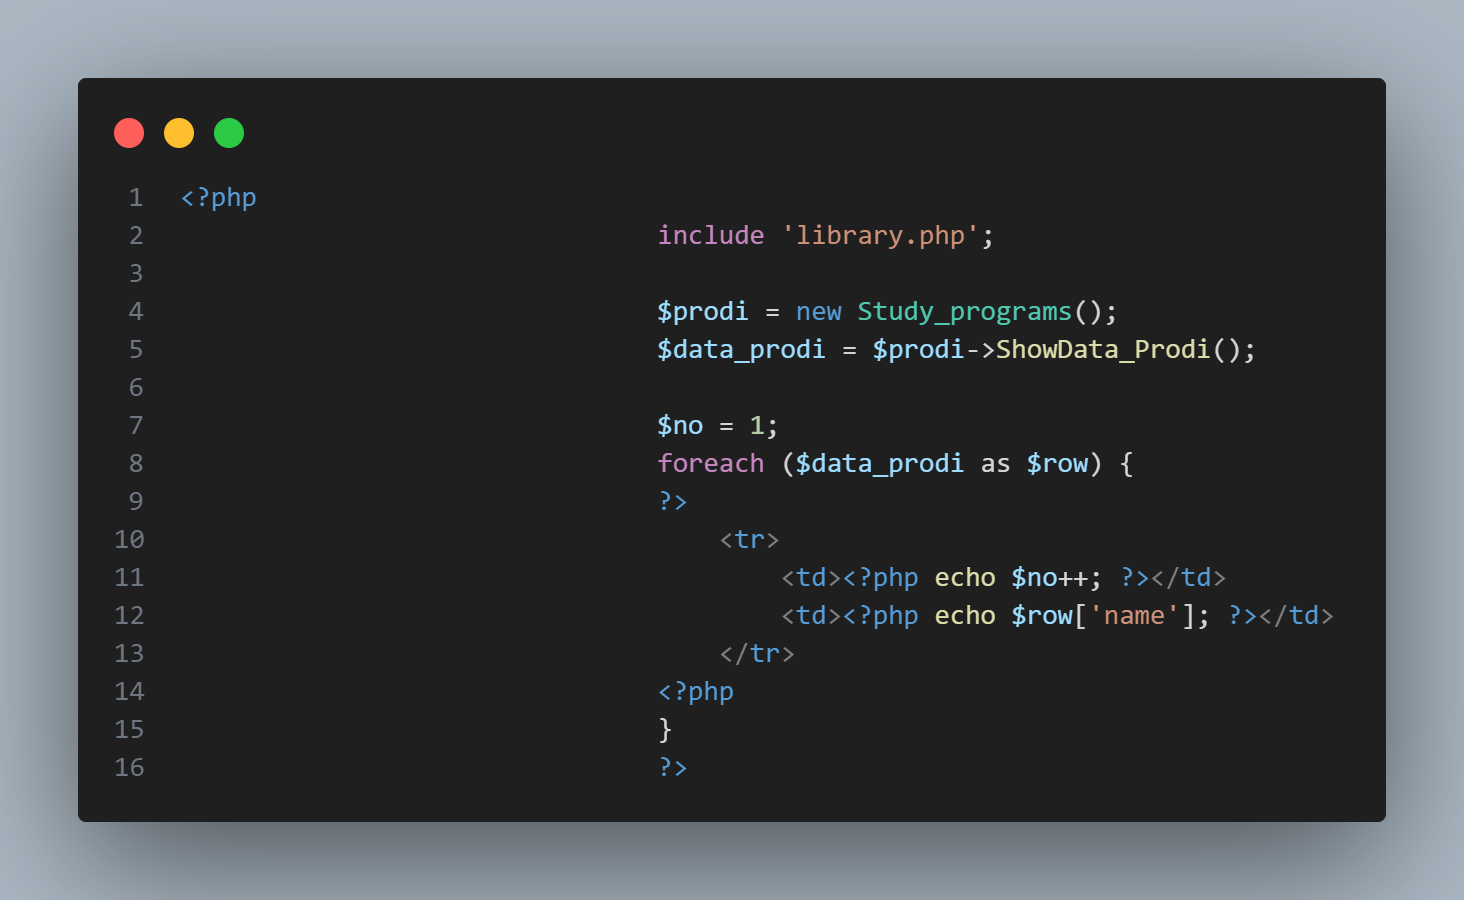 1 <?php
2 include 'library.php';
3
4 $prodi = new Study_programs();
5 $data_prodi = $prodi->ShowData_Prodi();
6
7 $no = 1;
8 foreach ($data_prodi as $row) {
9 ?>
10 <tr>
11 <td><?php echo $no++; ?></td>
12 <td><?php echo $row['name']; ?></td>
13 </tr>
14 <?php
15 }
16 ?>